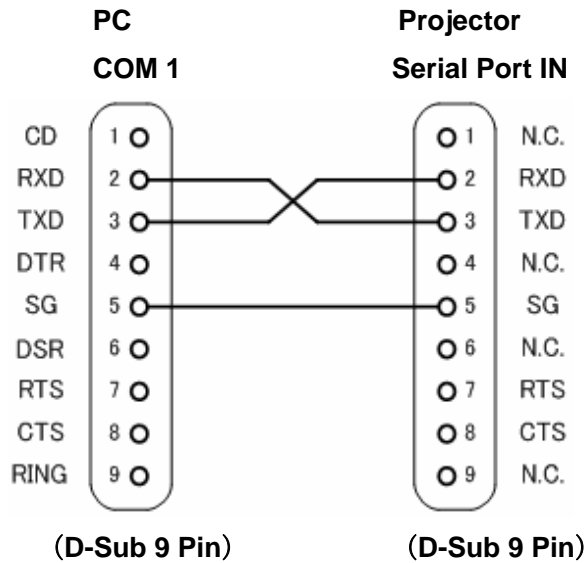 PC Projector
COM 1 Serial Port IN
CD 1 1 N.C.
RXD 2 2 RXD
TXD 3 3 TXD
DTR 4 4 N.C.
SG 5 5 SG
DSR 6 6 N.C.
RTS 7 7 RTS
CTS 8 8 CTS
RING 9 9 N.C.
（D-Sub 9 Pin） （D-Sub 9 Pin）